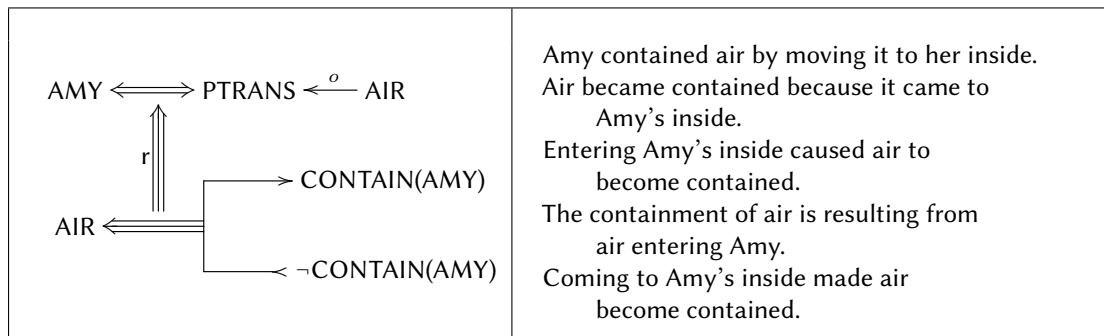 AMY PTRANS o AIR
r
CONTAIN(AMY)
AIR
¬CONTAIN(AMY)
Amy contained air by moving it to her inside.
Air became contained because it came to
Amy's inside.
Entering Amy's inside caused air to
become contained.
The containment of air is resulting from
air entering Amy.
Coming to Amy's inside made air
become contained.